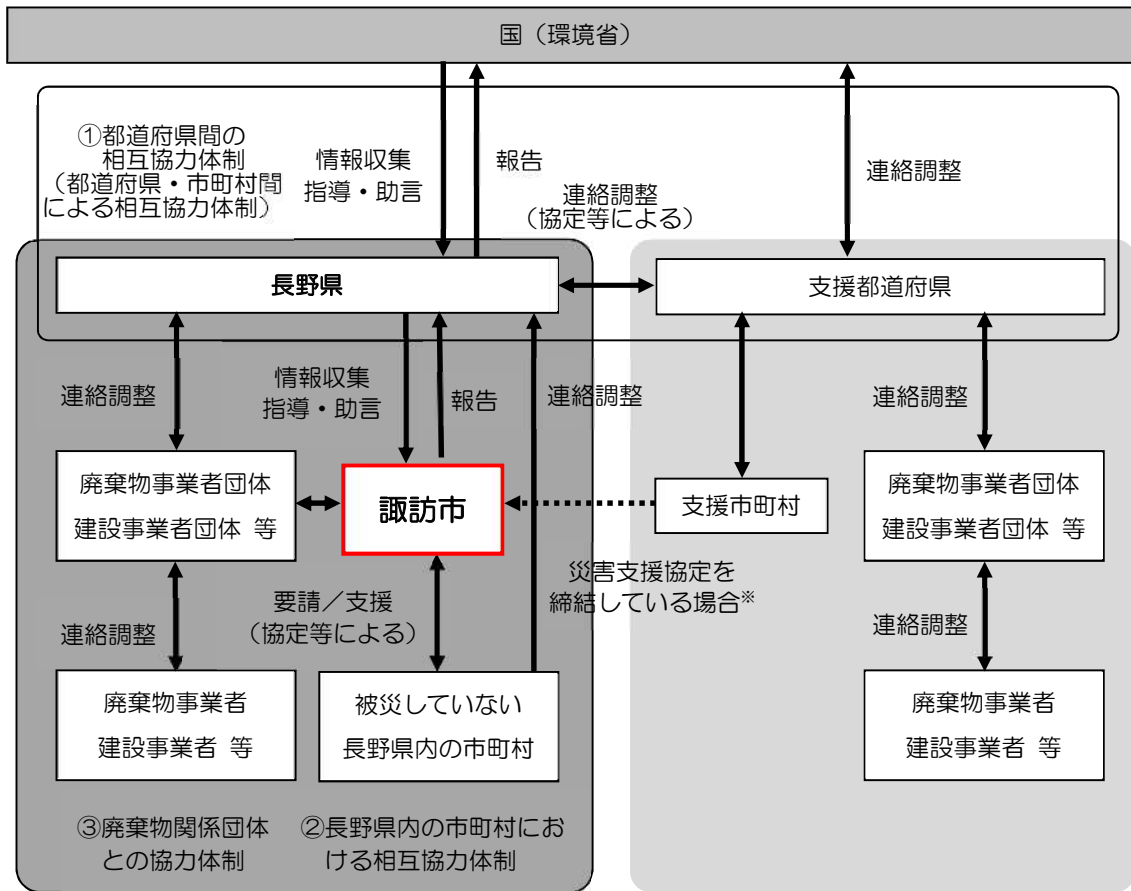 国（環境省）
①都道府県間の
相互協力体制
（都道府県・市町村間
による相互協力体制）
情報収集
指導・助言
報告
連絡調整
（協定等による）
連絡調整
長野県
支援都道府県
連絡調整
情報収集
指導・助言
報告
連絡調整
連絡調整
廃棄物事業者団体
建設事業者団体 等
諏訪市
支援市町村
廃棄物事業者団体
建設事業者団体 等
災害支援協定を
締結している場合※
要請／支援
（協定等による）
連絡調整
連絡調整
廃棄物事業者
建設事業者 等
被災していない
長野県内の市町村
廃棄物事業者
建設事業者 等
③廃棄物関係団体
との協力体制
②長野県内の市町村にお
ける相互協力体制